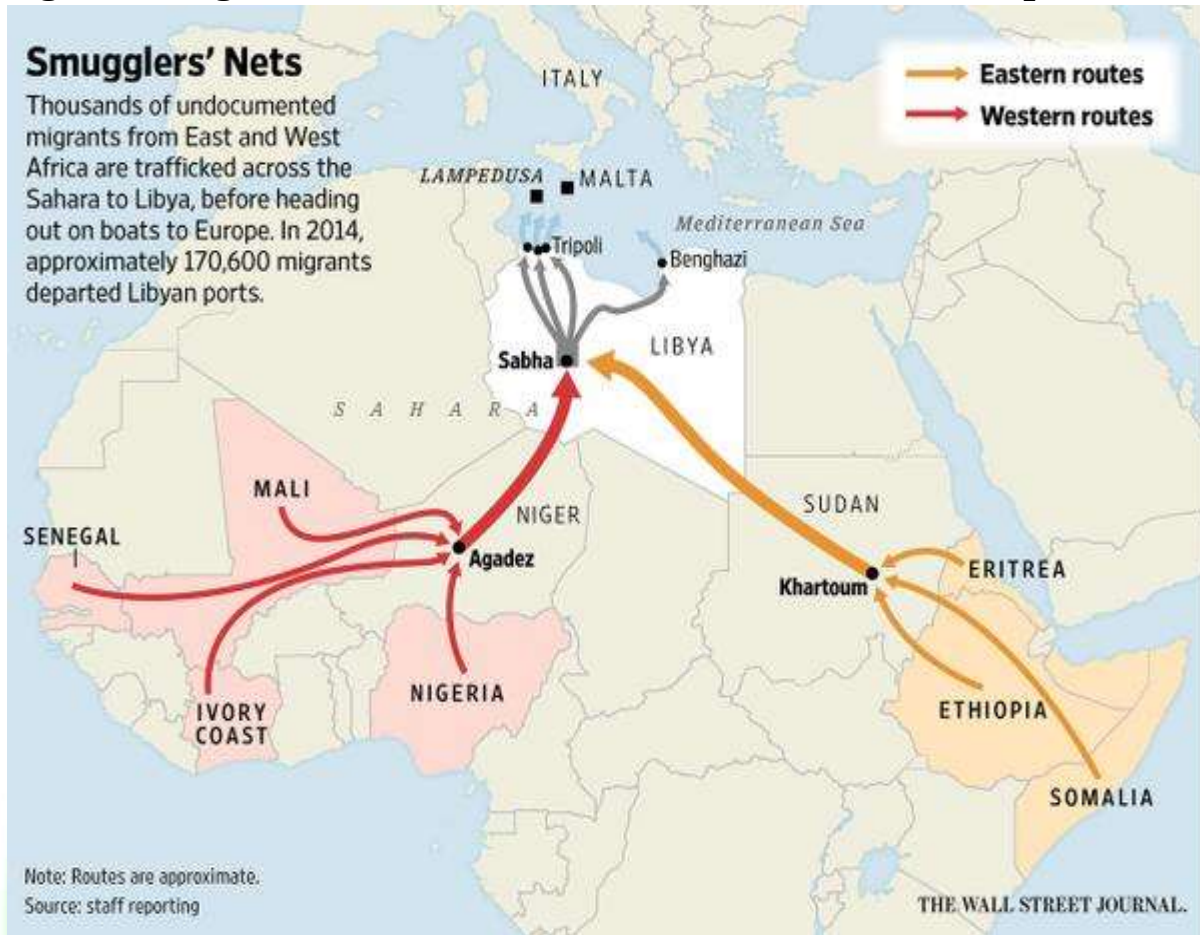 Smugglers' Nets
Thousands of undocumented
migrants from East and West
Africa are trafficked across the
Sahara to Libya, before heading
out on boats to Europe. In 2014,
approximately 170,600 migrants
departed Libyan ports.
Eastern routes
Western routes
ITALY
LAMPEDUSA
MALTA
Mediterranean Sea
Tripoli
Benghazi
Sabha
LIBYA
SAHARA
MALI
NIGER
SUDAN
SENEGAL
Agadez
Khartoum
ERITREA
NIGERIA
IVORY
COAST
ETHIOPIA
SOMALIA
Note: Routes are approximate.
Source: staff reporting
THE WALL STREET JOURNAL.